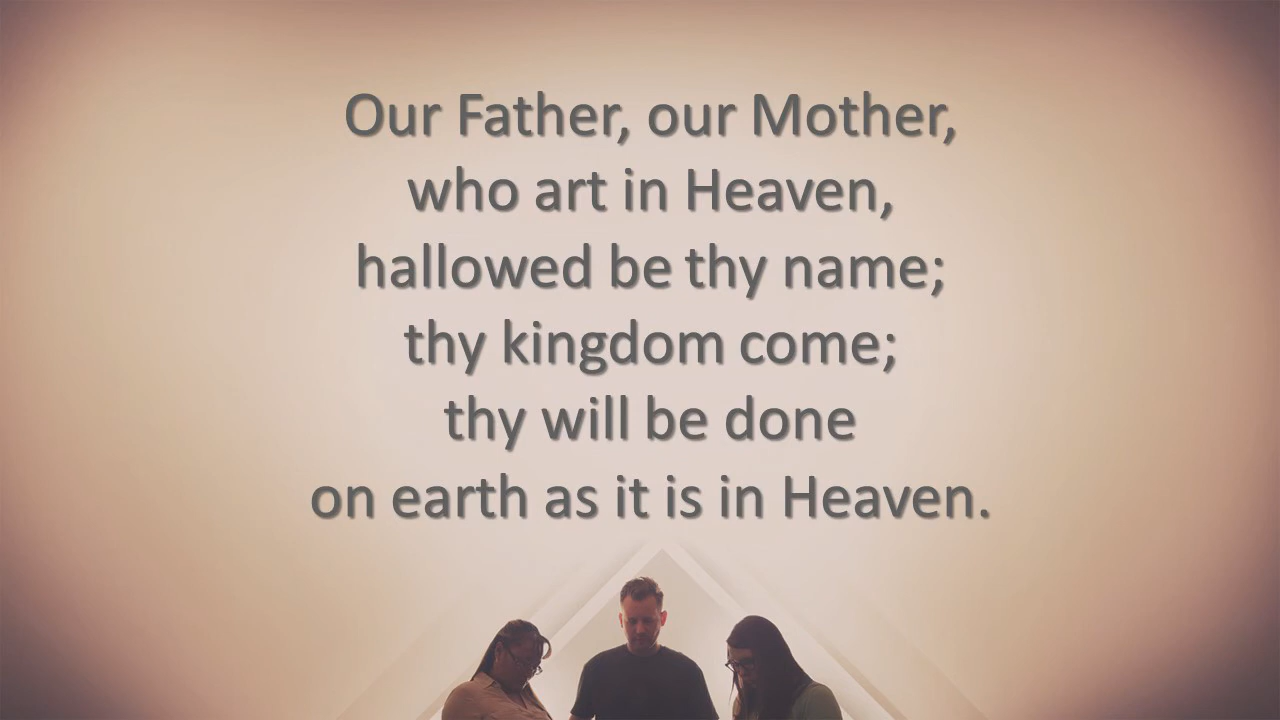 Our Father, our Mother,
who art in Heaven,
hallowed be thy name;
thy kingdom come;
thy will be done
on earth as it is in Heaven.